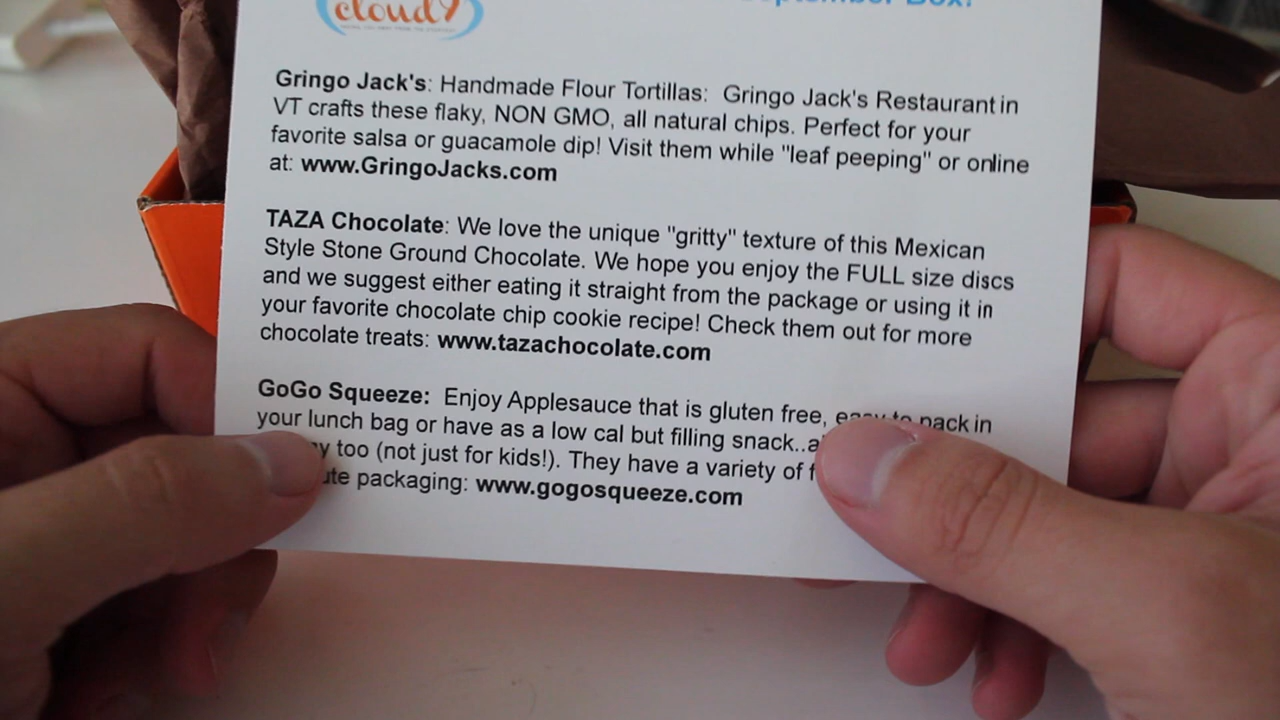 cloud9
September Box!
Gringo Jack's: Handmade Flour Tortillas: Gringo Jack's Restaurant in
VT crafts these flaky, NON GMO, all natural chips. Perfect for your
favorite salsa or guacamole dip! Visit them while "leaf peeping" or online
at: www.GringoJacks.com
TAZA Chocolate: We love the unique "gritty" texture of this Mexican
Style Stone Ground Chocolate. We hope you enjoy the FULL size discs
and we suggest either eating it straight from the package or using it in
your favorite chocolate chip cookie recipe! Check them out for more
chocolate treats: www.tazachocolate.com
GoGo Squeeze: Enjoy Applesauce that is gluten free, easy to pack in
your lunch bag or have as a low cal but filling snack..
too (not just for kids!). They have a variety of
packaging: www.gogosqueeze.com